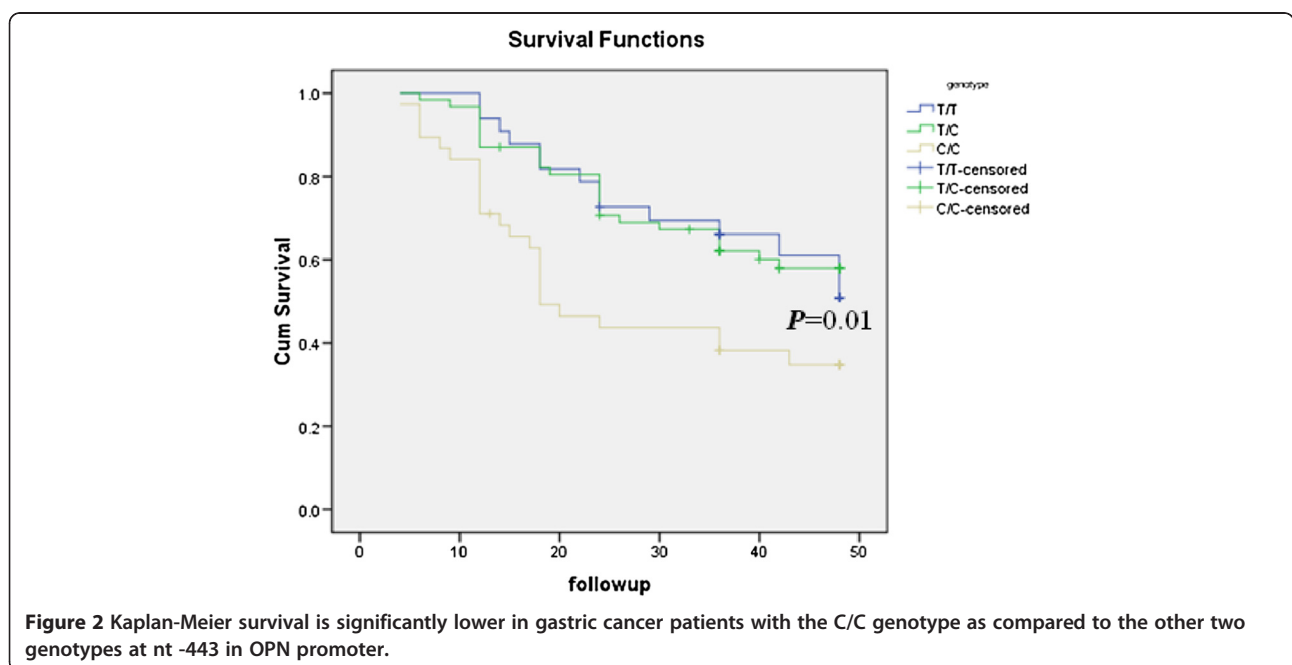 Survival Functions
genotype
T/T
T/C
C/C
T/T-censored
T/C-censored
C/C-censored
1.0
0.8
0.6
0.4
0.2
0.0
Cum Survival
P=0.01
0 10 20 30 40 50
followup
Figure 2 Kaplan-Meier survival is significantly lower in gastric cancer patients with the C/C genotype as compared to the other two
genotypes at nt -443 in OPN promoter.